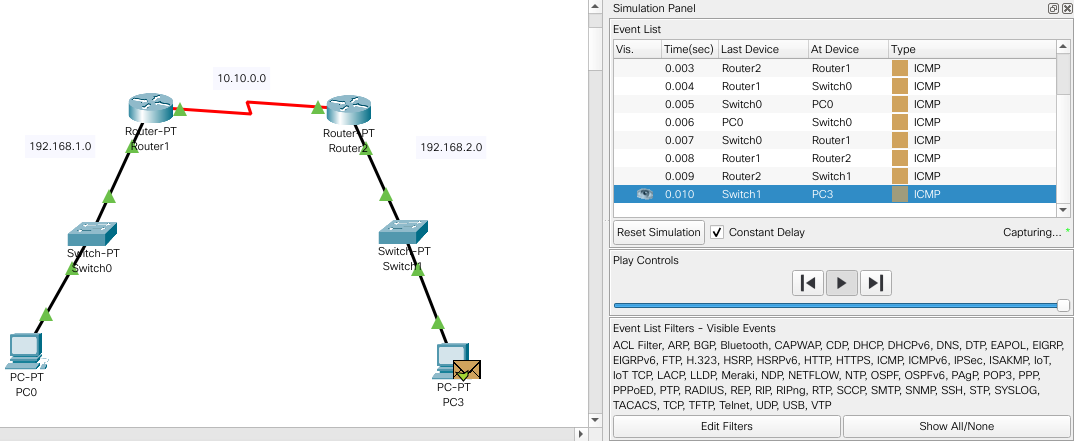 10.10.0.0
Router-PT
Router1
Router-PT
Router2
192.168.1.0
192.168.2.0
Switch-PT
Switch0
Switch-PT
Switch1
PC-PT
PC0
PC-PT
PC3
Simulation Panel
Event List
Vis. Time(sec) Last Device At Device Type
0.003 Router2 Router1 ICMP
0.004 Router1 Switch0 ICMP
0.005 Switch0 PC0 ICMP
0.006 PC0 Switch0 ICMP
0.007 Switch0 Router1 ICMP
0.008 Router1 Router2 ICMP
0.009 Router2 Switch1 ICMP
0.010 Switch1 PC3 ICMP
Reset Simulation Constant Delay Capturing... *
Play Controls
Event List Filters - Visible Events
ACL Filter, ARP, BGP, Bluetooth, CAPWAP, CDP, DHCP, DHCPv6, DNS, DTP, EAPOL, EIGRP,
EIGRPv6, FTP, H.323, HSRP, HSRPv6, HTTP, HTTPS, ICMP, ICMPv6, IPSec, ISAKMP, IoT,
IoT TCP, LACP, LLDP, Meraki, NDP, NETFLOW, NTP, OSPF, OSPFv6, PAgP, POP3, PPP,
PPPoED, PTP, RADIUS, REP, RIP, RIPng, RTP, SCCP, SMTP, SNMP, SSH, STP, SYSLOG,
TACACS, TCP, TFTP, Telnet, UDP, USB, VTP
Edit Filters Show All/None